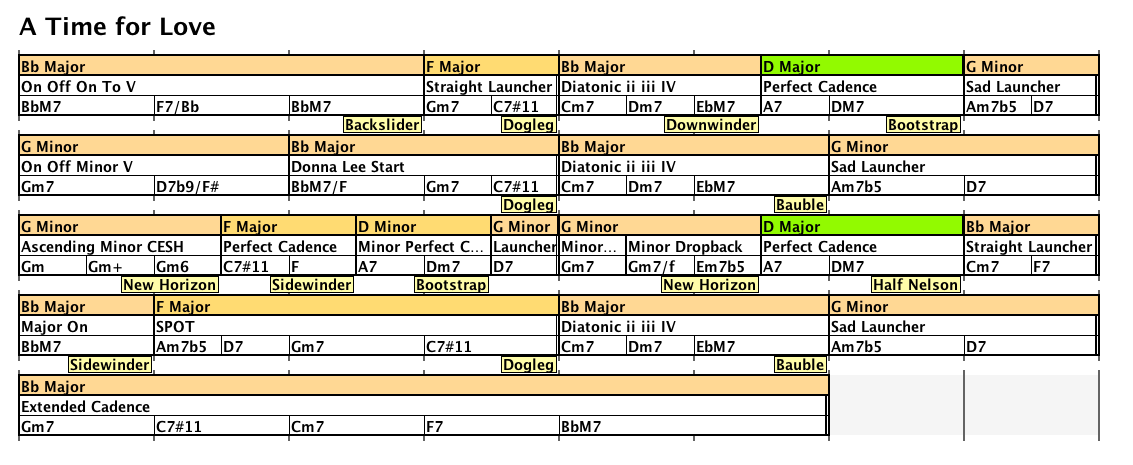 A Time for Love
Bb Major F Major Bb Major D Major G Minor
On Off On To V Straight Launcher Diatonic ii iii IV Perfect Cadence Sad Launcher
BbM7 F7/Bb BbM7 Gm7 C7#11 Cm7 Dm7 EbM7 A7 DM7 Am7b5 D7
Backslider Dogleg Downwinder Bootstrap
G Minor Bb Major Bb Major G Minor
On Off Minor V Donna Lee Start Diatonic ii iii IV Sad Launcher
Gm7 D7b9/F# BbM7/F Gm7 C7#11 Cm7 Dm7 EbM7 Am7b5 D7
Dogleg Bauble
G Minor F Major D Minor G Minor G Minor D Major Bb Major
Ascending Minor CESH Perfect Cadence Minor Perfect C... Launcher Minor... Minor Dropback Perfect Cadence Straight Launcher
Gm Gm+ Gm6 C7#11 F A7 Dm7 D7 Gm7 Gm7/f Em7b5 A7 DM7 Cm7 F7
New Horizon Sidewinder Bootstrap New Horizon Half Nelson
Bb Major F Major Bb Major G Minor
Major On SPOT Diatonic ii iii IV Sad Launcher
BbM7 Am7b5 D7 Gm7 C7#11 Cm7 Dm7 EbM7 Am7b5 D7
Sidewinder Dogleg Bauble
Bb Major
Extended Cadence
Gm7 C7#11 Cm7 F7 BbM7